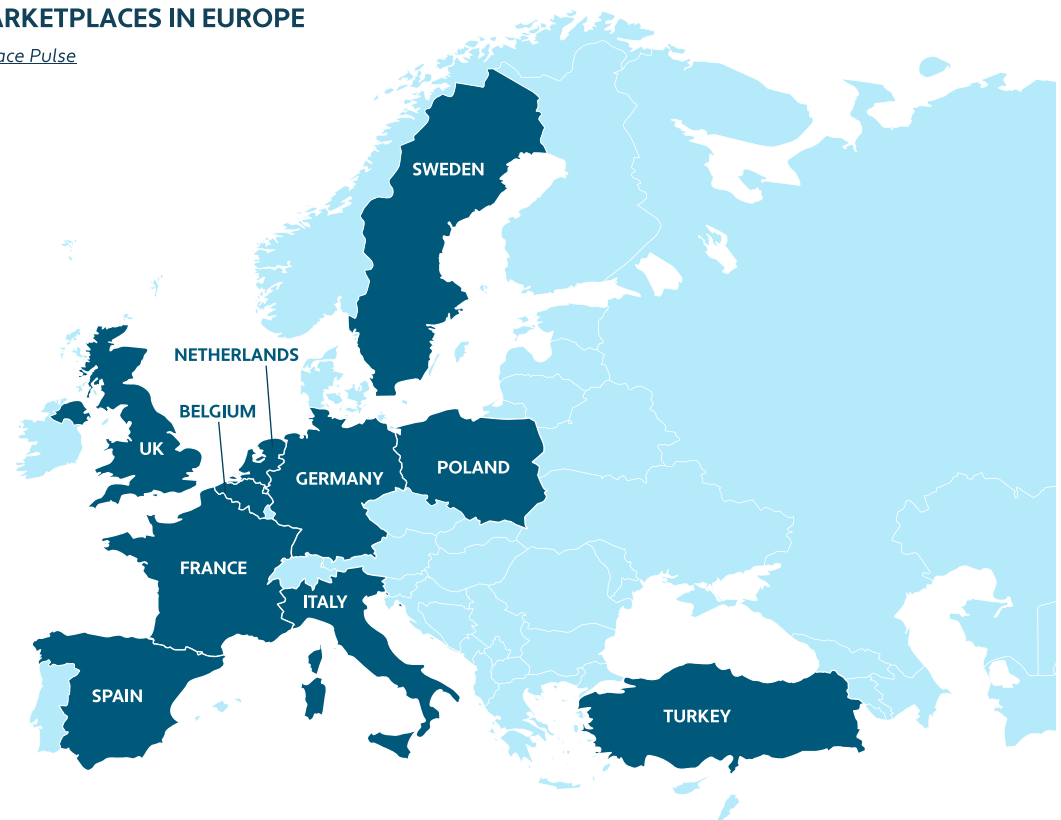 ARKETPLACES IN EUROPE
ace Pulse
SWEDEN
NETHERLANDS
BELGIUM
UK
GERMANY
POLAND
FRANCE
ITALY
SPAIN
TURKEY